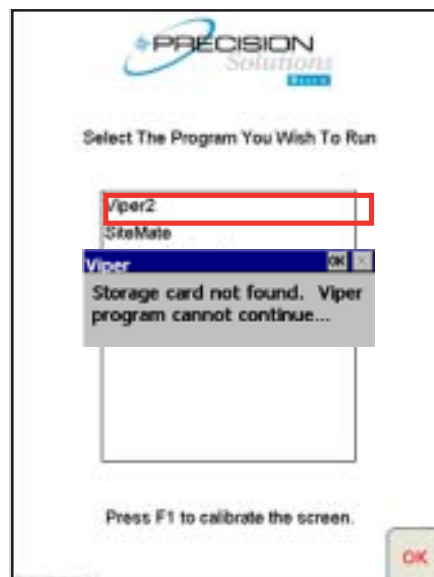 PRECISION
Solutions
Select The Program You Wish To Run
Viper2
SiteMate
Viper OK
Storage card not found. Viper
program cannot continue...
Press F1 to calibrate the screen.
OK